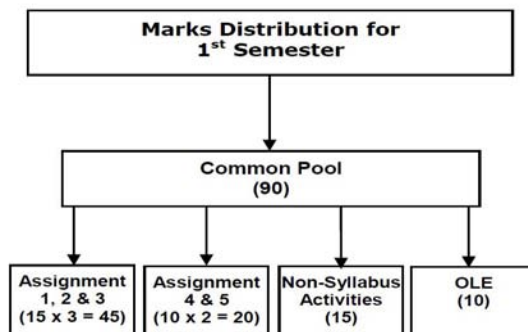 Marks Distribution for
1st Semester
Common Pool
(90)
Assignment
1, 2 & 3
(15 x 3 = 45)
Assignment
4 & 5
(10 x 2 = 20)
Non-Syllabus
Activities
(15)
OLE
(10)